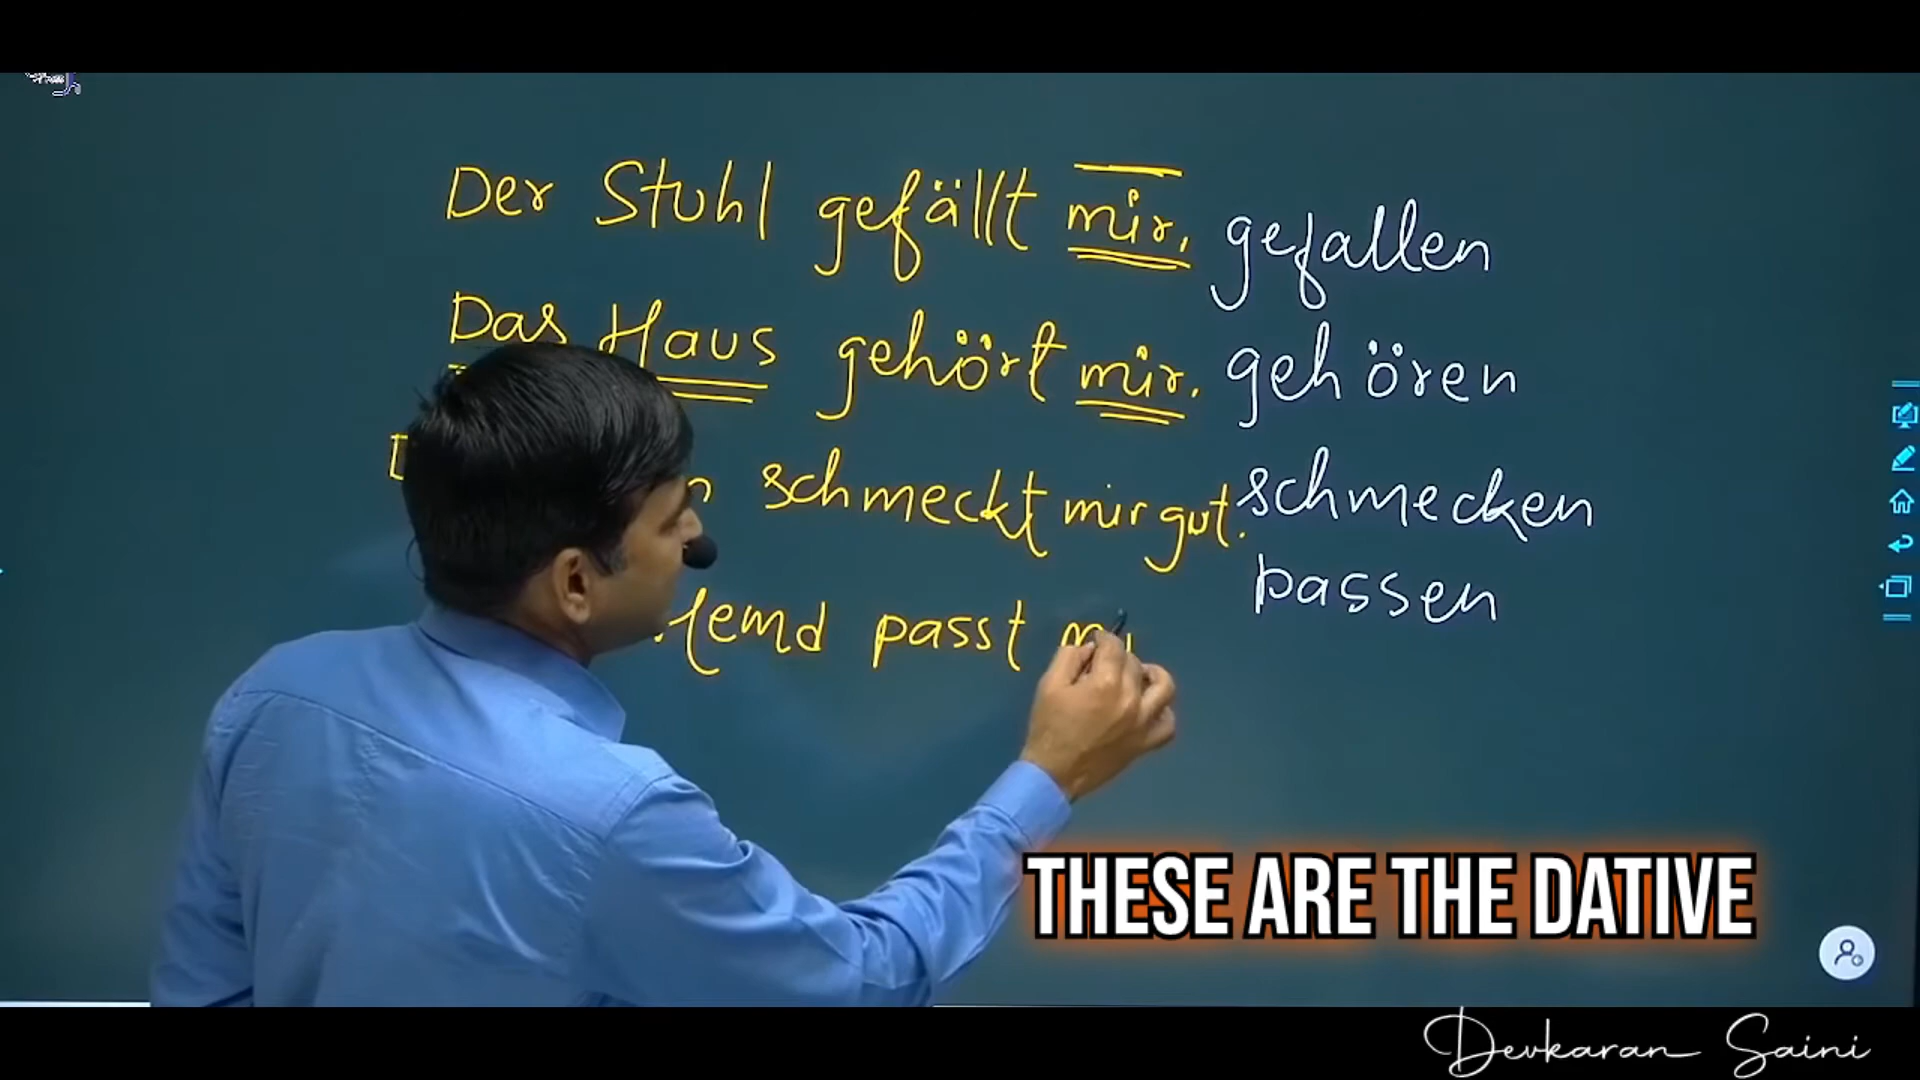 Der Stuhl gefällt mir. gefallen
Das Haus gehört mir. gehören
schmeckt mir gut. schmecken
Hemd passt passen
THESE ARE THE DATIVE
Devkaran Saini